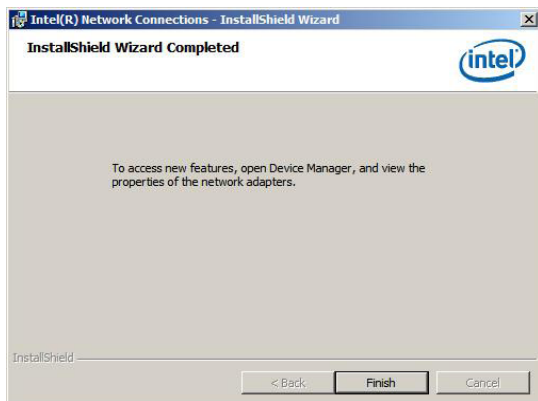 Intel(R) Network Connections - InstallShield Wizard
InstallShield Wizard Completed
intel
To access new features, open Device Manager, and view the
properties of the network adapters.
InstallShield
< Back
Finish
Cancel